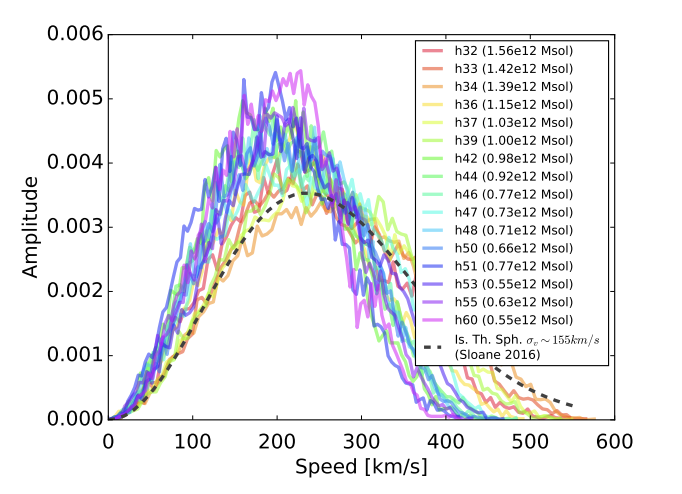 0.006
0.005
0.004
0.003
0.002
0.001
0.000
Amplitude
0 100 200 300 400 500 600
Speed [km/s]
h32 (1.56e12 Msol)
h33 (1.42e12 Msol)
h34 (1.39e12 Msol)
h36 (1.15e12 Msol)
h37 (1.03e12 Msol)
h39 (1.00e12 Msol)
h42 (0.98e12 Msol)
h44 (0.92e12 Msol)
h46 (0.77e12 Msol)
h47 (0.73e12 Msol)
h48 (0.71e12 Msol)
h50 (0.66e12 Msol)
h51 (0.77e12 Msol)
h53 (0.55e12 Msol)
h55 (0.63e12 Msol)
h60 (0.55e12 Msol)
Is. Th. Sph. σᵥ ~ 155km/s
(Sloane 2016)